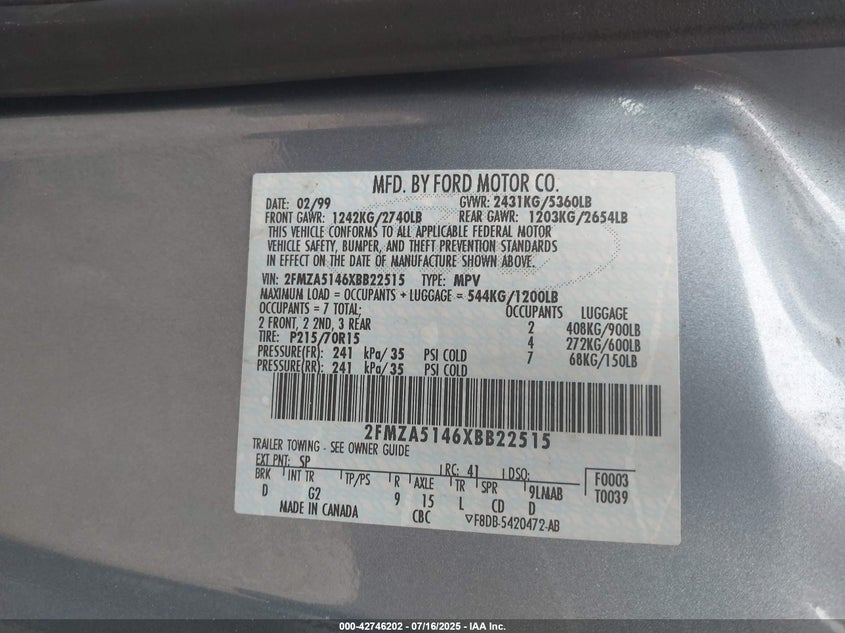 MFD. BY FORD MOTOR CO.
DATE: 02/99 GVWR: 2431KG/5360LB
FRONT GAWR: 1242KG/2740LB REAR GAWR: 1203KG/2654LB
THIS VEHICLE CONFORMS TO ALL APPLICABLE FEDERAL MOTOR
VEHICLE SAFETY, BUMPER, AND THEFT PREVENTION STANDARDS
IN EFFECT ON THE DATE OF MANUFACTURE SHOWN ABOVE.
VIN: 2FMZA5146XBB22515 TYPE: MPV
MAXIMUM LOAD = OCCUPANTS + LUGGAGE = 544KG/1200LB
OCCUPANTS = 7 TOTAL; OCCUPANTS LUGGAGE
2 FRONT, 2 2ND, 3 REAR 2 408KG/900LB
TIRE: P215/70R15 4 272KG/600LB
PRESSURE(FR): 241 kPa/35 PSI COLD 7 68KG/150LB
PRESSURE(RR): 241 kPa/35 PSI COLD
2FMZA5146XBB22515
TRAILER TOWING - SEE OWNER GUIDE
EXT PNT: SP RC: 41 DSO: F0003
BRK INT TR TP/PS R AXLE TR SPR 9LMAB T0039
D G2 9 15 L CD D
MADE IN CANADA CBC ▽F8DB-5420472-AB
000-42746202 - 07/16/2025 - IAA Inc.